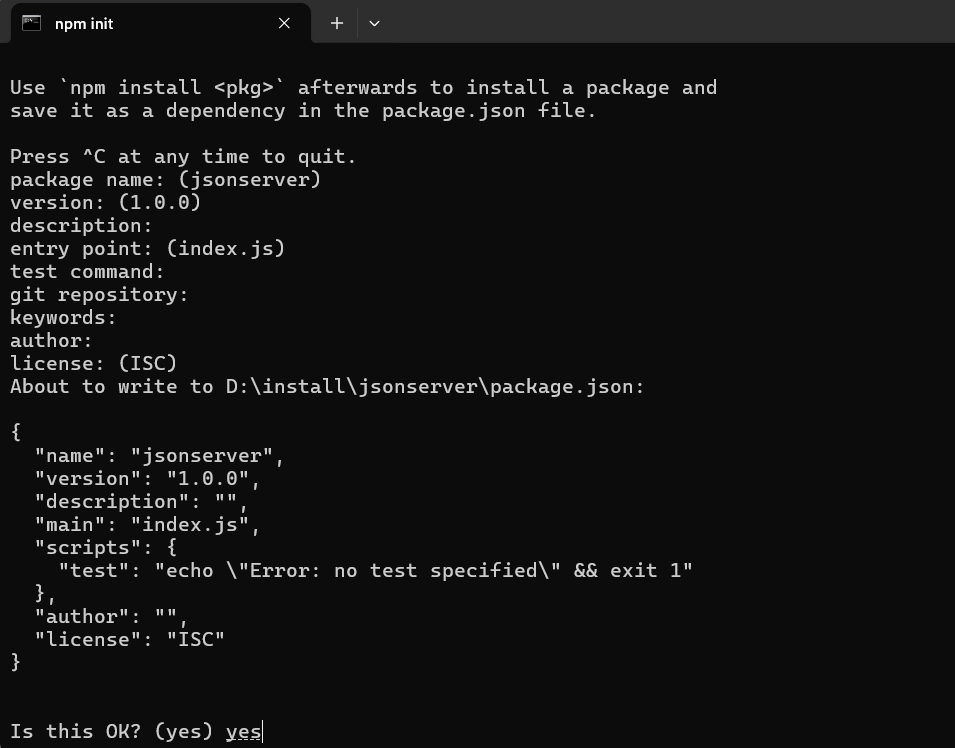 npm init
Use `npm install <pkg>` afterwards to install a package and
save it as a dependency in the package.json file.
Press ^C at any time to quit.
package name: (jsonserver)
version: (1.0.0)
description:
entry point: (index.js)
test command:
git repository:
keywords:
author:
license: (ISC)
About to write to D:\install\jsonserver\package.json:
{
  "name": "jsonserver",
  "version": "1.0.0",
  "description": "",
  "main": "index.js",
  "scripts": {
    "test": "echo \"Error: no test specified\" && exit 1"
  },
  "author": "",
  "license": "ISC"
}
Is this OK? (yes) yes